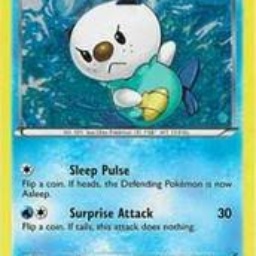 Sleep Pulse
Flip a coin. If heads, the Defending Pokémon is now
Asleep.
Surprise Attack 30
Flip a coin. If tails, this attack does nothing.